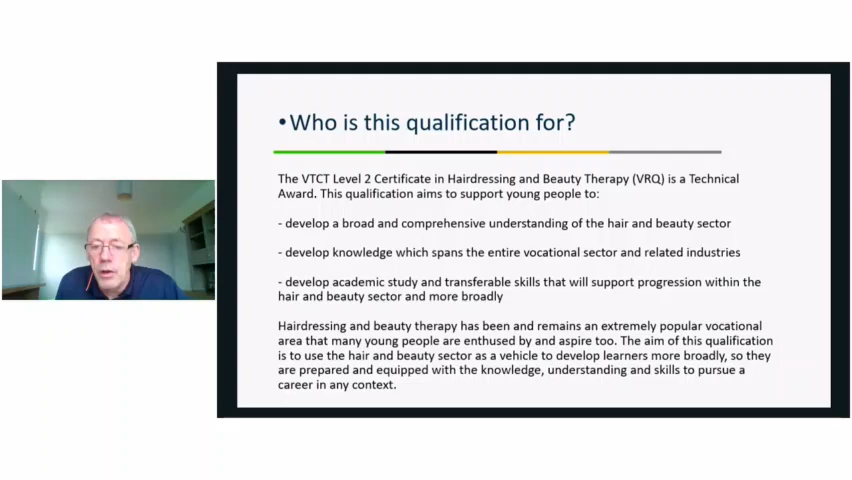 •Who is this qualification for?
The VTCT Level 2 Certificate in Hairdressing and Beauty Therapy (VRQ) is a Technical
Award. This qualification aims to support young people to:
- develop a broad and comprehensive understanding of the hair and beauty sector
- develop knowledge which spans the entire vocational sector and related industries
- develop academic study and transferable skills that will support progression within the
hair and beauty sector and more broadly
Hairdressing and beauty therapy has been and remains an extremely popular vocational
area that many young people are enthused by and aspire too. The aim of this qualification
is to use the hair and beauty sector as a vehicle to develop learners more broadly, so they
are prepared and equipped with the knowledge, understanding and skills to pursue a
career in any context.